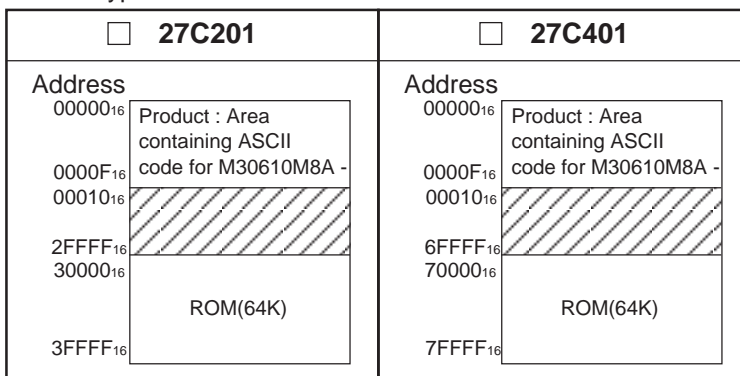 ☐ 27C201
Address
00000₁₆
Product : Area
containing ASCII
code for M30610M8A -
0000F₁₆
00010₁₆
2FFFF₁₆
30000₁₆
ROM(64K)
3FFFF₁₆
☐ 27C401
Address
00000₁₆
Product : Area
containing ASCII
code for M30610M8A -
0000F₁₆
00010₁₆
6FFFF₁₆
70000₁₆
ROM(64K)
7FFFF₁₆